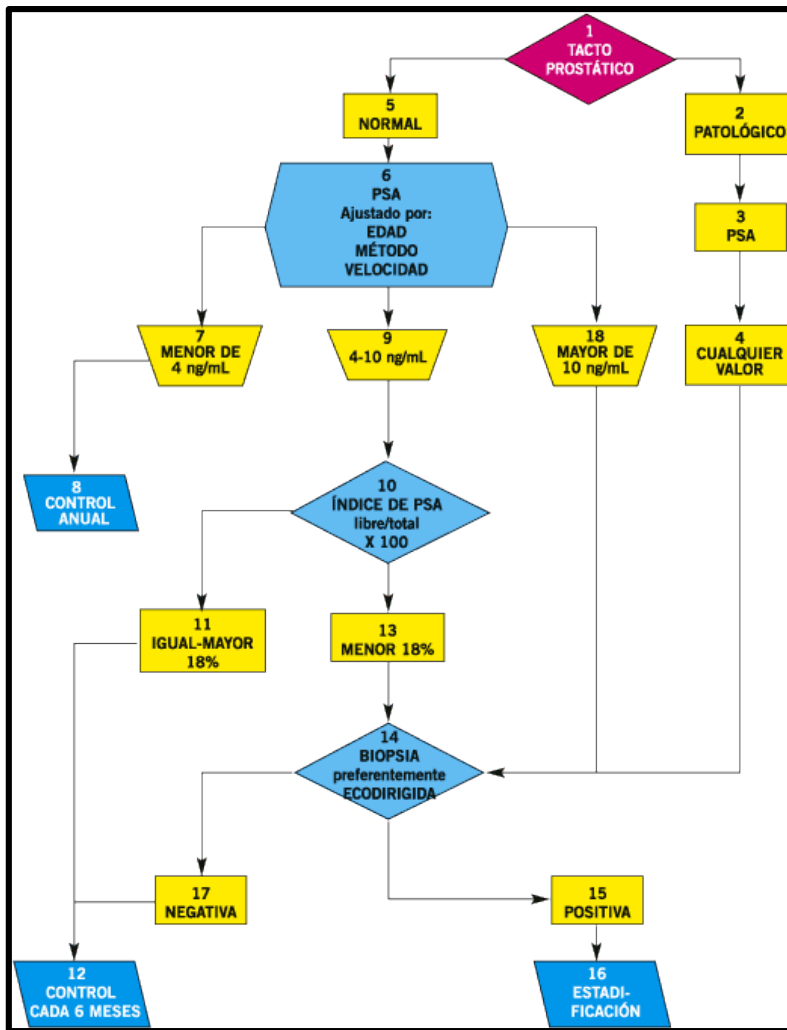 1
TACTO
PROSTÁTICO
5
NORMAL
2
PATOLÓGICO
6
PSA
Ajustado por:
EDAD
MÉTODO
VELOCIDAD
3
PSA
7
MENOR DE
4 ng/mL
9
4-10 ng/mL
18
MAYOR DE
10 ng/mL
4
CUALQUIER
VALOR
8
CONTROL
ANUAL
10
ÍNDICE DE PSA
libre/total
X 100
11
IGUAL-MAYOR
18%
13
MENOR 18%
14
BIOPSIA
preferentemente
ECODIRIGIDA
17
NEGATIVA
15
POSITIVA
12
CONTROL
CADA 6 MESES
16
ESTADI-
FICACIÓN